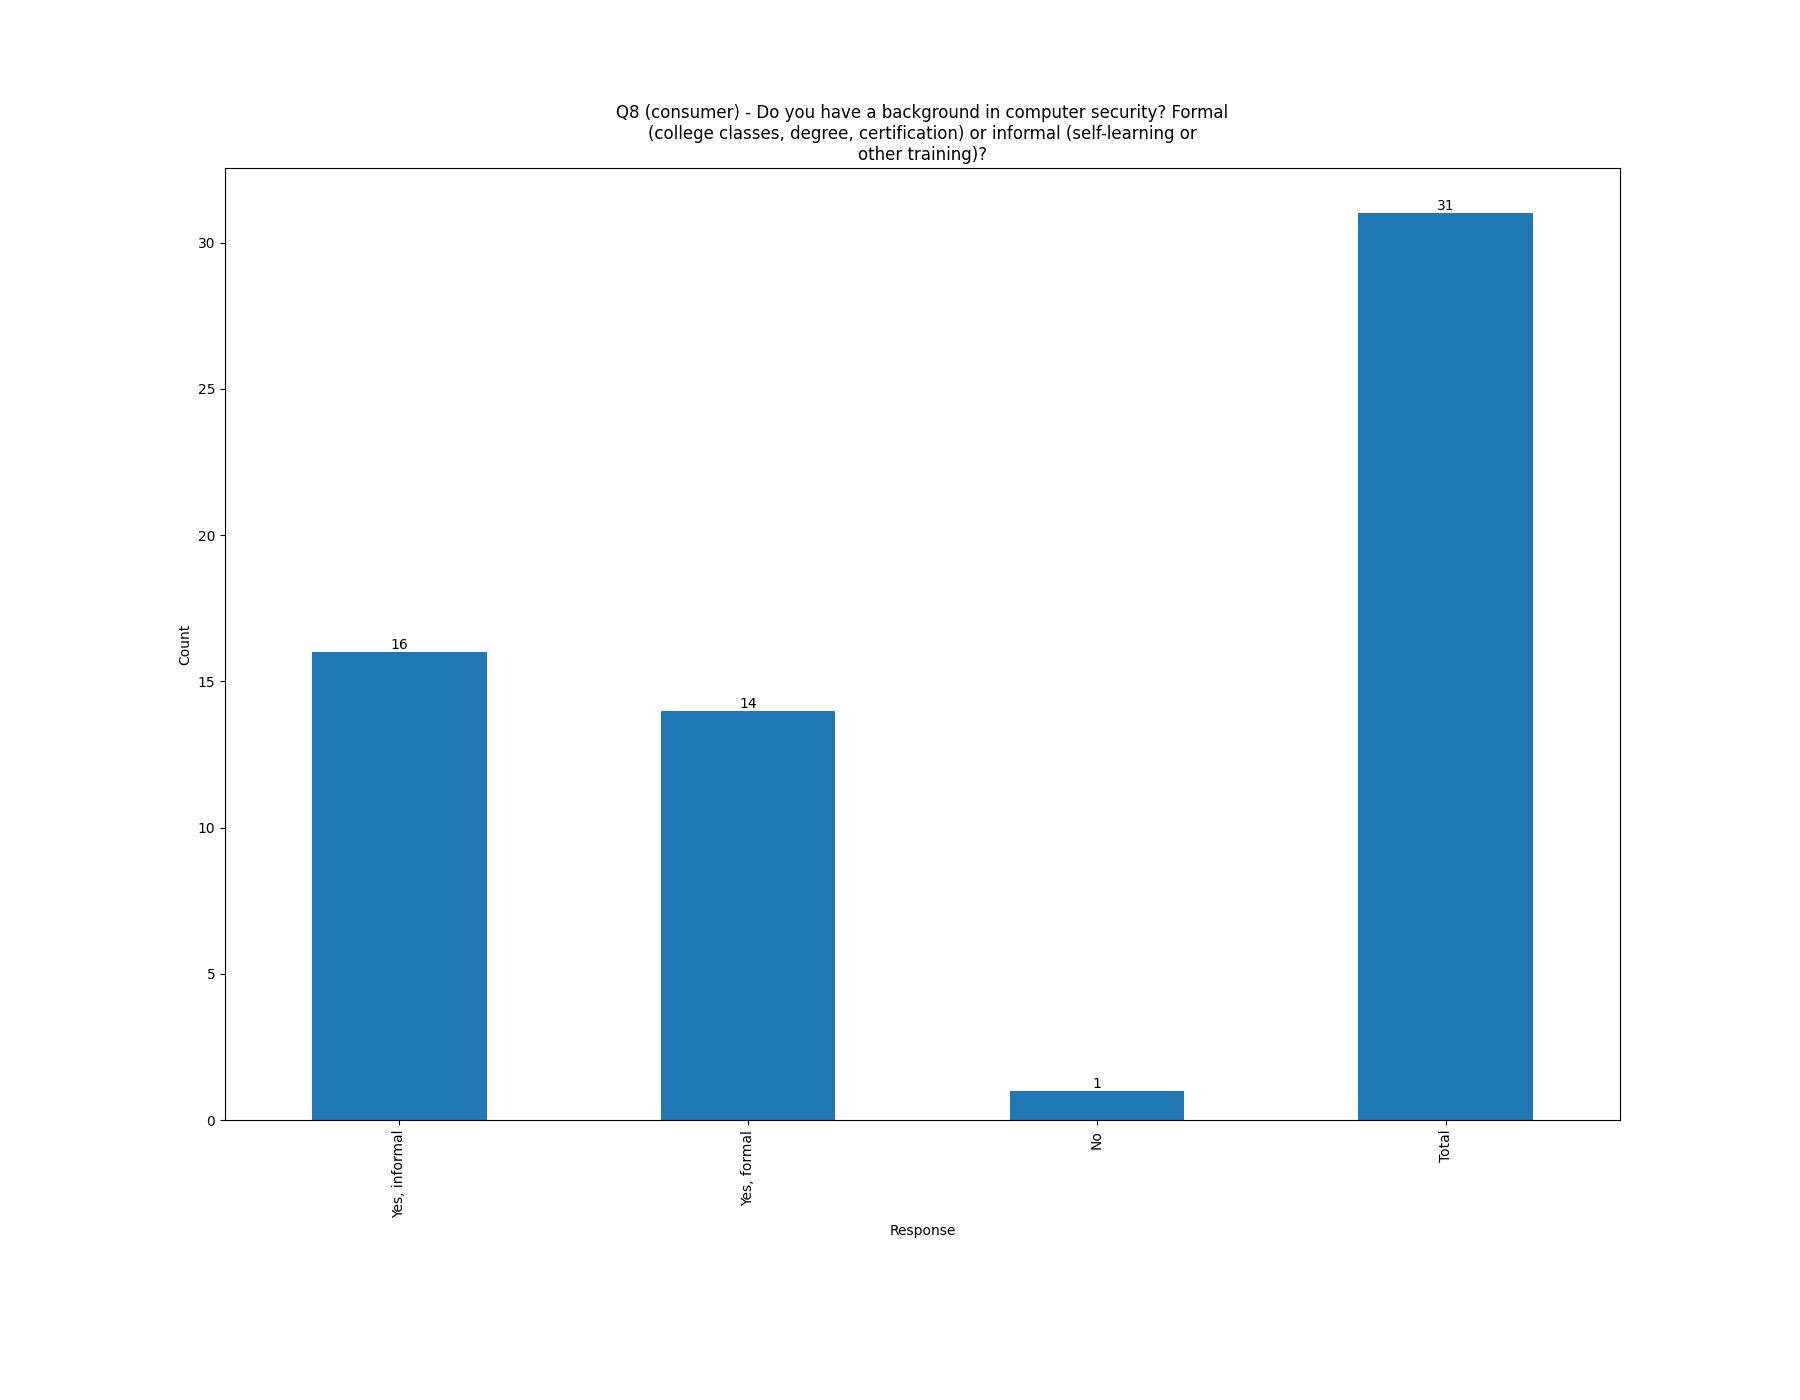 Q8 (consumer) - Do you have a background in computer security? Formal
(college classes, degree, certification) or informal (self-learning or
other training)?
31
30
25
20
16
Count
15
14
10
5
1
0
Yes, informal
Yes, formal
No
Total
Response